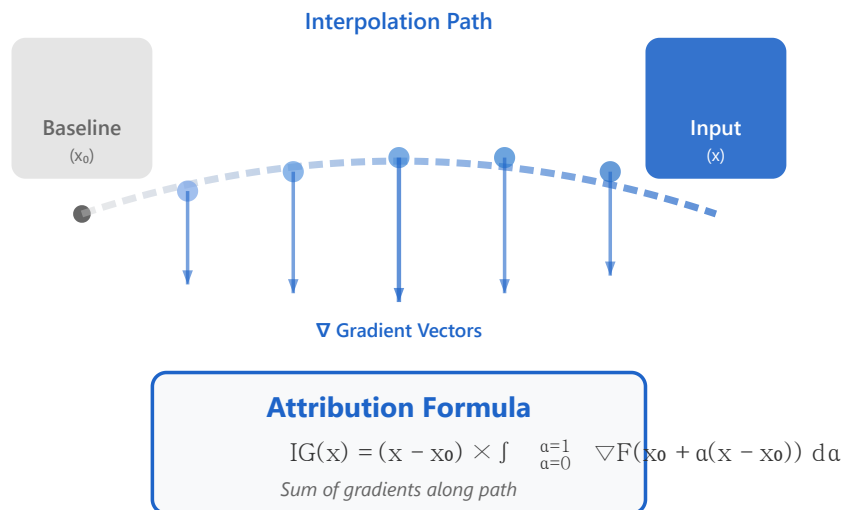 Interpolation Path
Baseline
(x₀)
Input
(x)
∇ Gradient Vectors
Attribution Formula
IG(x) = (x − x₀) × ∫ α=1 α=0 ▽F(x₀ + α(x − x₀)) dα
Sum of gradients along path